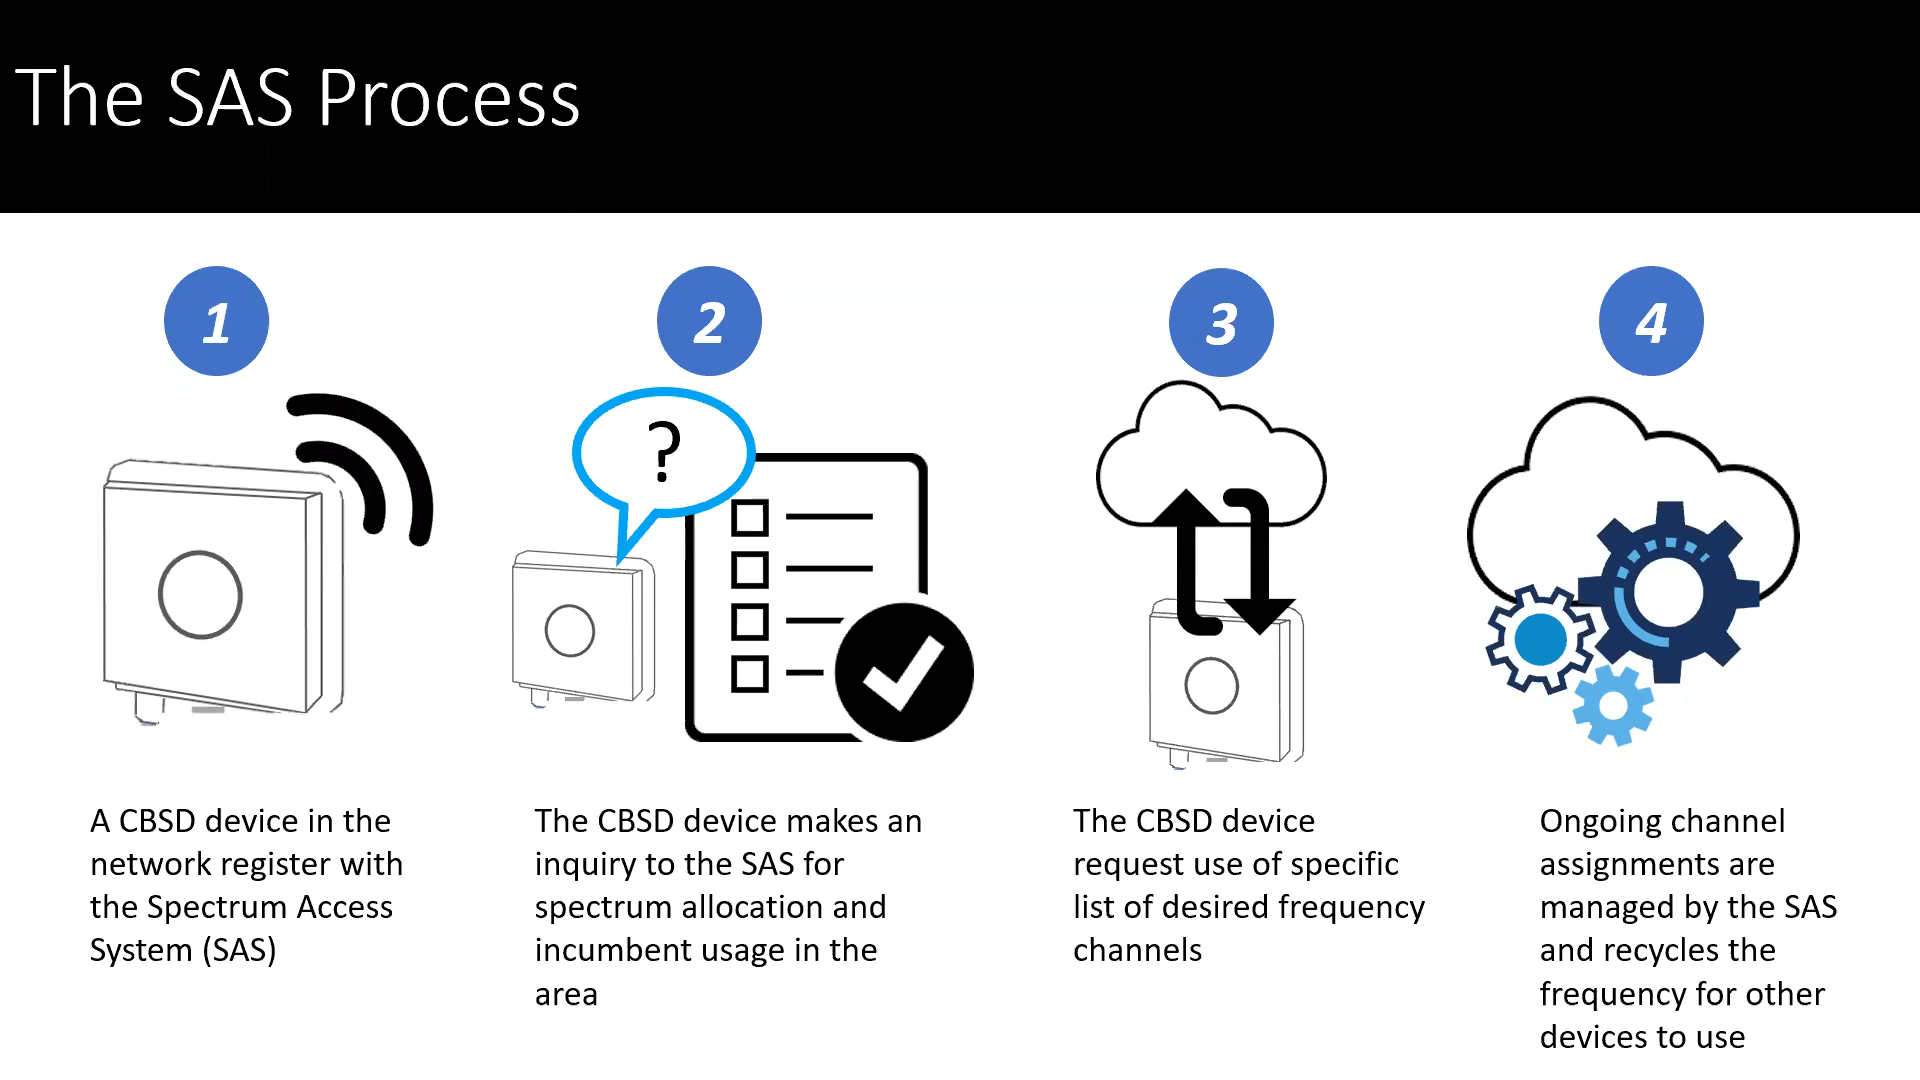 The SAS Process
1
2
3
4
?
A CBSD device in the
network register with
the Spectrum Access
System (SAS)
The CBSD device makes an
inquiry to the SAS for
spectrum allocation and
incumbent usage in the
area
The CBSD device
request use of specific
list of desired frequency
channels
Ongoing channel
assignments are
managed by the SAS
and recycles the
frequency for other
devices to use